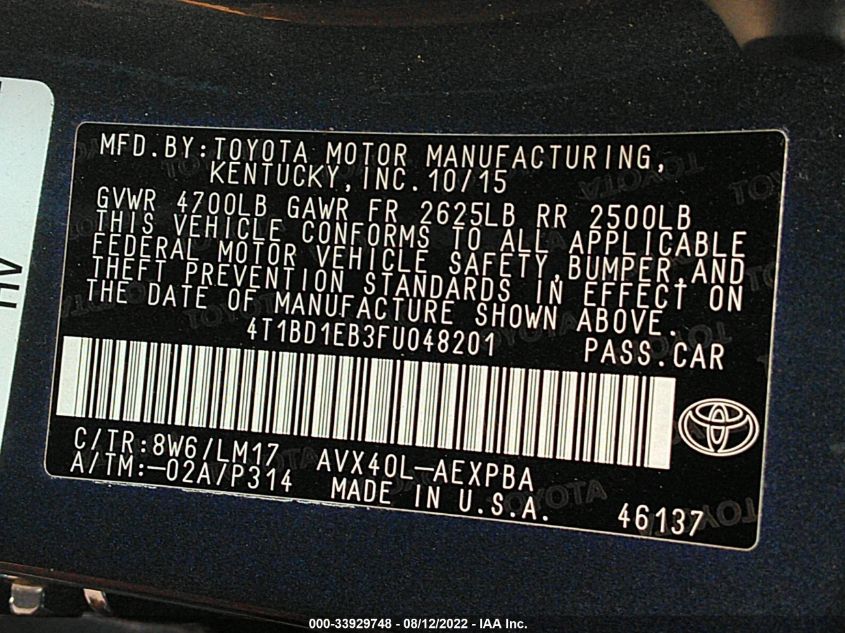 MFD.BY:TOYOTA MOTOR MANUFACTURING,
KENTUCKY,INC.10/15
GVWR 4700LB GAWR FR 2625LB RR 2500LB
THIS VEHICLE CONFORMS TO ALL APPLICABLE
FEDERAL MOTOR VEHICLE SAFETY,BUMPER,AND
THEFT PREVENTION STANDARDS IN EFFECT ON
THE DATE OF MANUFACTURE SHOWN ABOVE.
4T1BD1EB3FU048201 PASS.CAR
C/TR:8W6/LM17 AVX40L-AEXPBA
A/TM:-02A/P314 MADE IN U.S.A. 46137
TOYOTA
HV
000-33929748 - 08/12/2022 - IAA Inc.